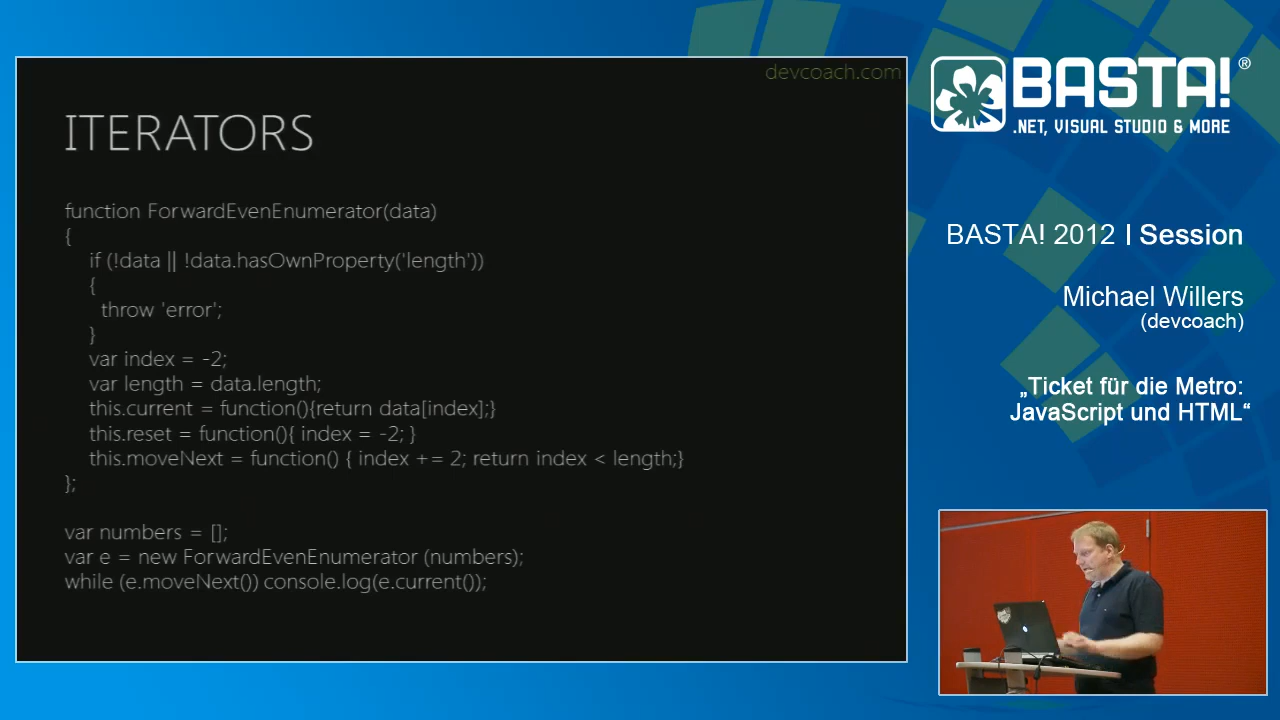 devcoach.com
ITERATORS
function ForwardEvenEnumerator(data)
{
if (!data || !data.hasOwnProperty('length'))
{
throw 'error';
}
var index = -2;
var length = data.length;
this.current = function(){return data[index];}
this.reset = function(){ index = -2; }
this.moveNext = function() { index += 2; return index < length;}
};
var numbers = [];
var e = new ForwardEvenEnumerator (numbers);
while (e.moveNext()) console.log(e.current());
BASTA!®
.NET, VISUAL STUDIO & MORE
BASTA! 2012 | Session
Michael Willers
(devcoach)
„Ticket für die Metro:
JavaScript und HTML“